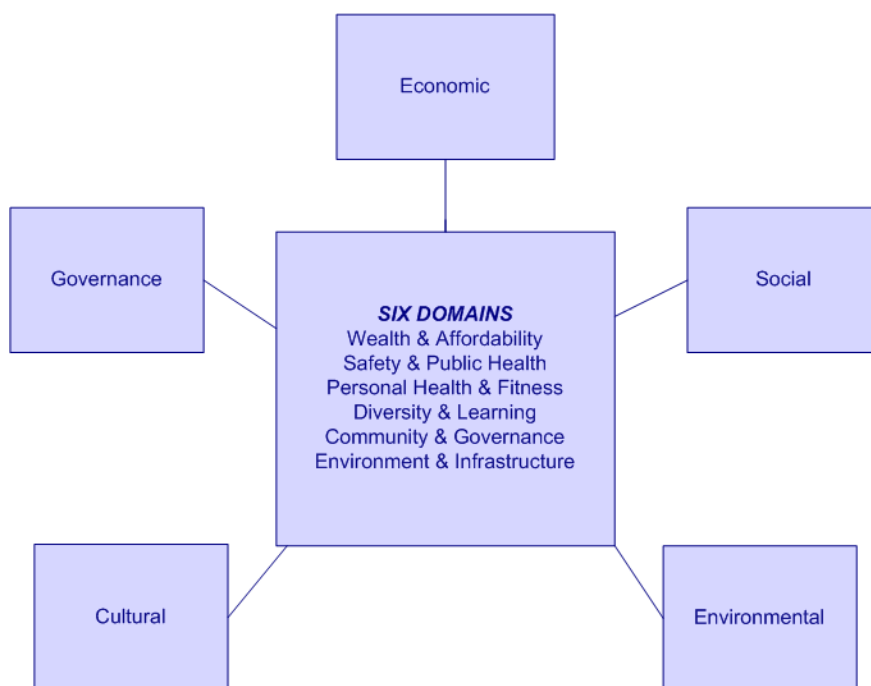 Economic
Governance
Social
SIX DOMAINS
Wealth & Affordability
Safety & Public Health
Personal Health & Fitness
Diversity & Learning
Community & Governance
Environment & Infrastructure
Cultural
Environmental